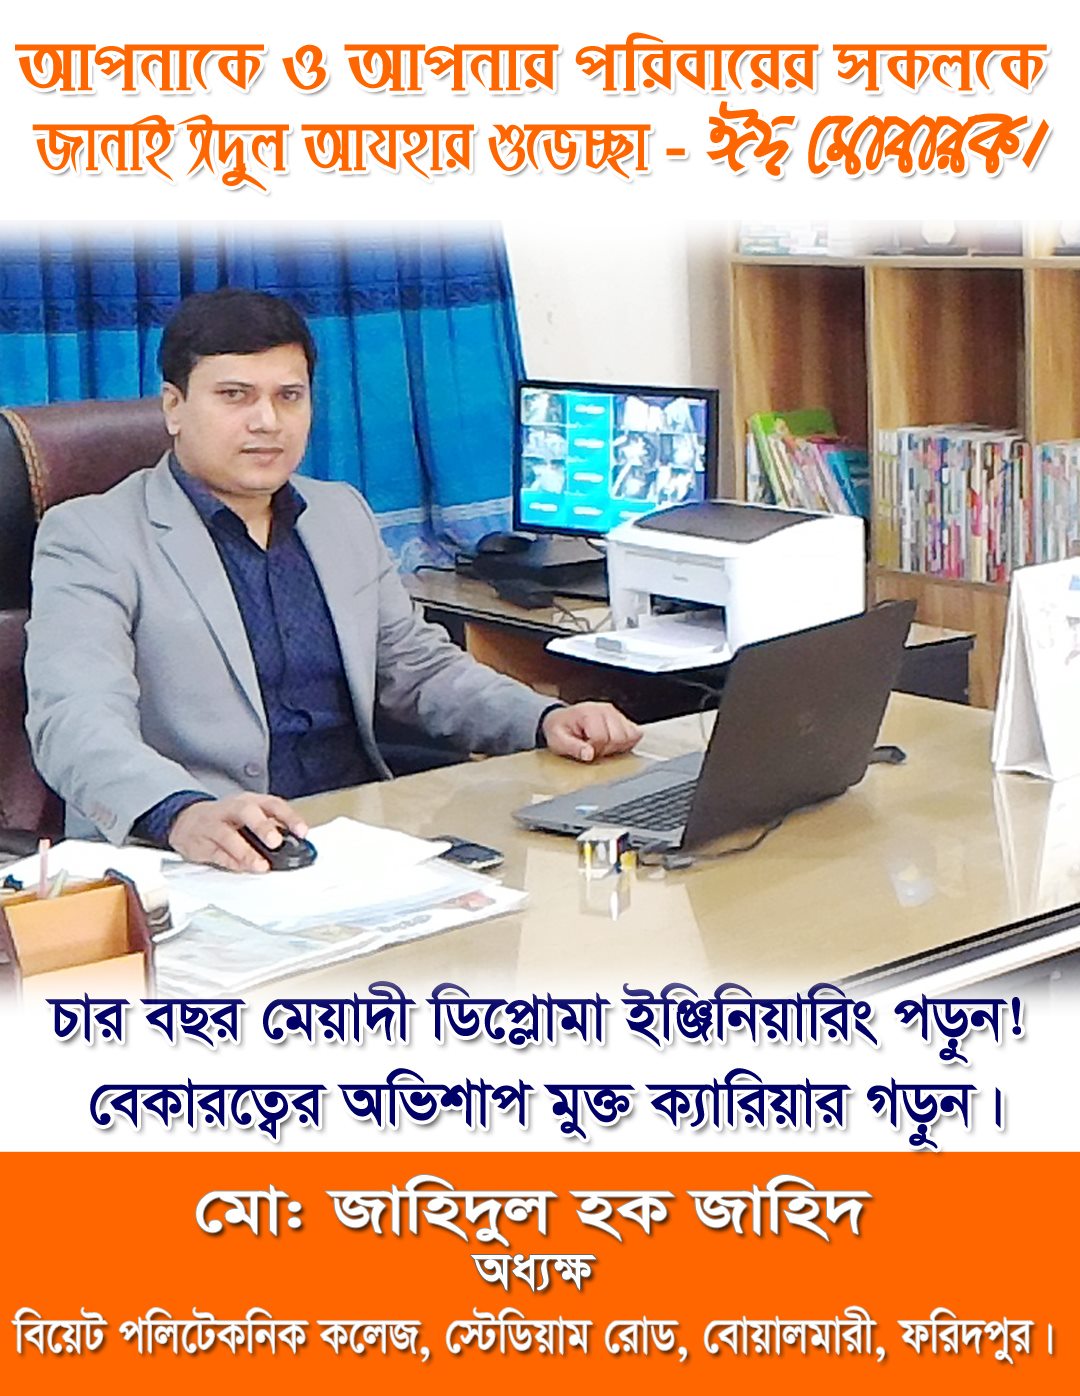 আপনাকে ও আপনার পরিবারের সকলকে
জানাই ঈদুল আযহার শুভেচ্ছা - ঈদ মোবারক।
চার বছর মেয়াদী ডিপ্লোমা ইঞ্জিনিয়ারিং পড়ুন!
বেকারত্বের অভিশাপ মুক্ত ক্যারিয়ার গড়ুন।
মো: জাহিদুল হক জাহিদ
অধ্যক্ষ
বিয়েট পলিটেকনিক কলেজ, স্টেডিয়াম রোড, বোয়ালমারী, ফরিদপুর।